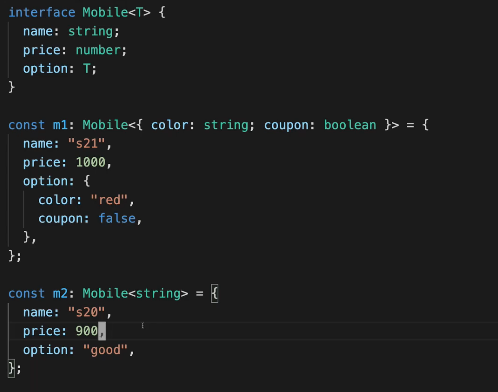 interface Mobile<T> {
  name: string;
  price: number;
  option: T;
}
const m1: Mobile<{ color: string; coupon: boolean }> = {
  name: "s21",
  price: 1000,
  option: {
    color: "red",
    coupon: false,
  },
};
const m2: Mobile<string> = {
  name: "s20",
  price: 900,
  option: "good",
};